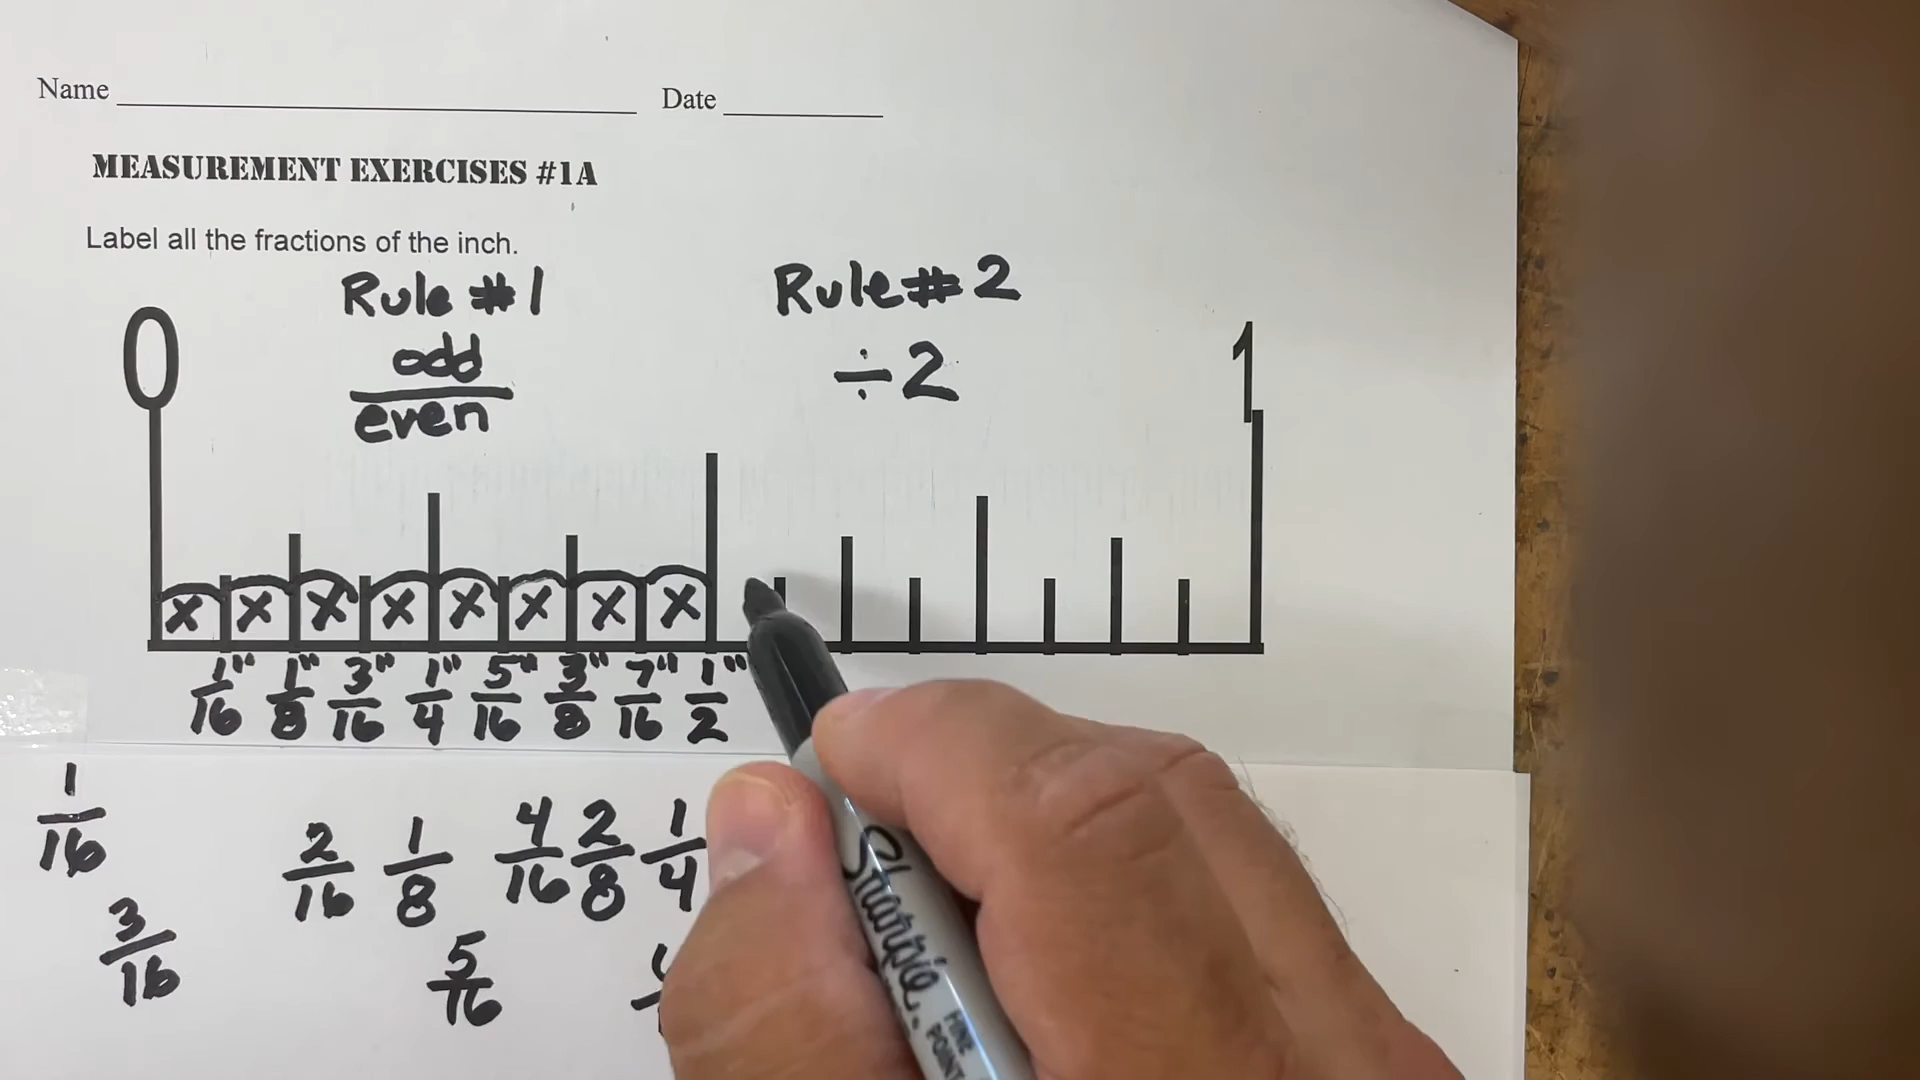 Name Date
MEASUREMENT EXERCISES #1A
Label all the fractions of the inch.
Rule #1
odd
even
Rule #2
÷2
0
1
x x x x x x x x
1"/16 1"/8 3"/16 1"/4 5"/16 3"/8 7"/16 1"/2
1/16
2/16 1/8 4/16 2/8 1/4
3/16
5/16
Sharpie.
FINE
POINT